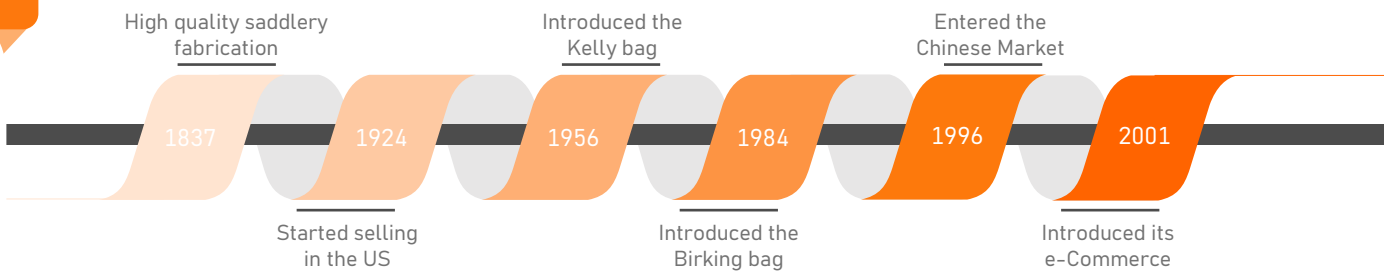 High quality saddlery
fabrication
Introduced the
Kelly bag
Entered the
Chinese Market
1837
1924
1956
1984
1996
2001
Started selling
in the US
Introduced the
Birking bag
Introduced its
e-Commerce